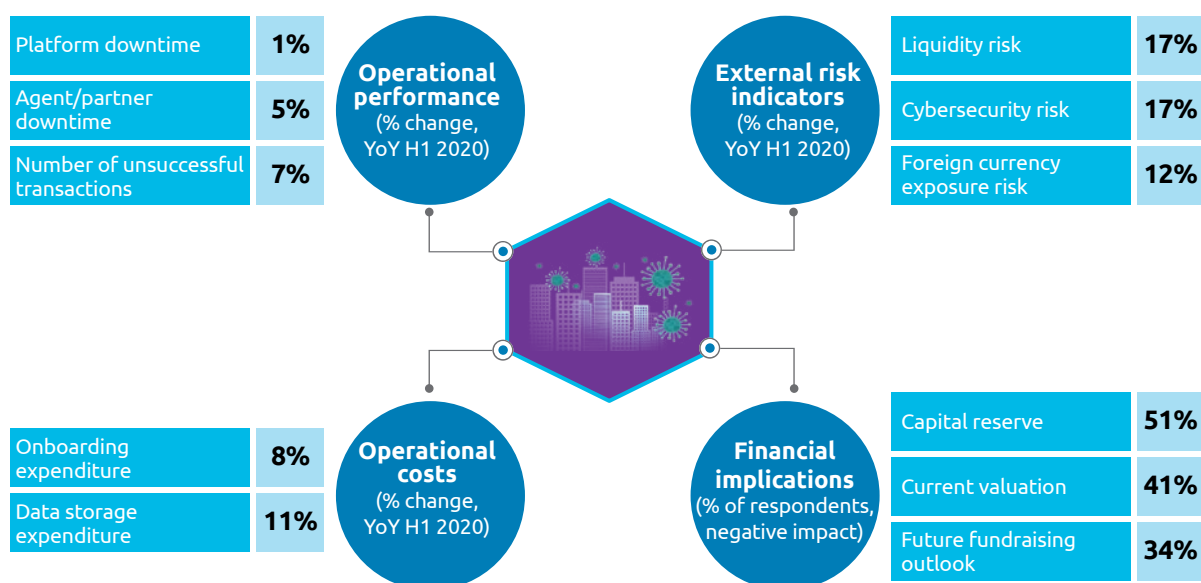 Platform downtime 1%
Agent/partner
downtime
5%
Number of unsuccessful
transactions
7%
Operational
performance
(% change,
YoY H1 2020)
External risk
indicators
(% change,
YoY H1 2020)
Liquidity risk 17%
Cybersecurity risk 17%
Foreign currency
exposure risk
12%
Onboarding
expenditure
8%
Data storage
expenditure
11%
Operational
costs
(% change,
YoY H1 2020)
Financial
implications
(% of respondents,
negative impact)
Capital reserve 51%
Current valuation 41%
Future fundraising
outlook
34%